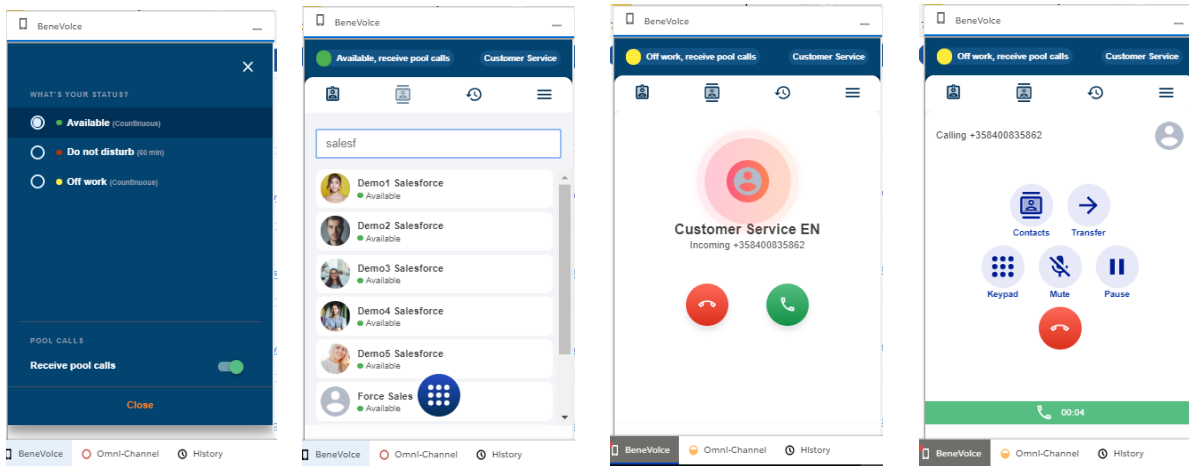 BeneVoIce
WHAT'S YOUR STATUS?
Available (Countinuous)
Do not disturb (60 min)
Off work (Countinuous)
POOL CALLS
Receive pool calls
Close
BeneVoIce OmnI-Channel HIstory
BeneVoIce
Available, receive pool calls Customer Service
salesf
Demo1 Salesforce
Available
Demo2 Salesforce
Available
Demo3 Salesforce
Available
Demo4 Salesforce
Available
Demo5 Salesforce
Available
Force Sales
Available
BeneVoIce OmnI-Channel HIstory
BeneVoIce
Off work, receive pool calls Customer Service
Customer Service EN
Incoming +358400835862
BeneVoIce OmnI-Channel HIstory
BeneVoIce
Off work, receive pool calls Customer Service
Calling +358400835862
Contacts Transfer
Keypad Mute Pause
00:04
BeneVoIce OmnI-Channel HIstory